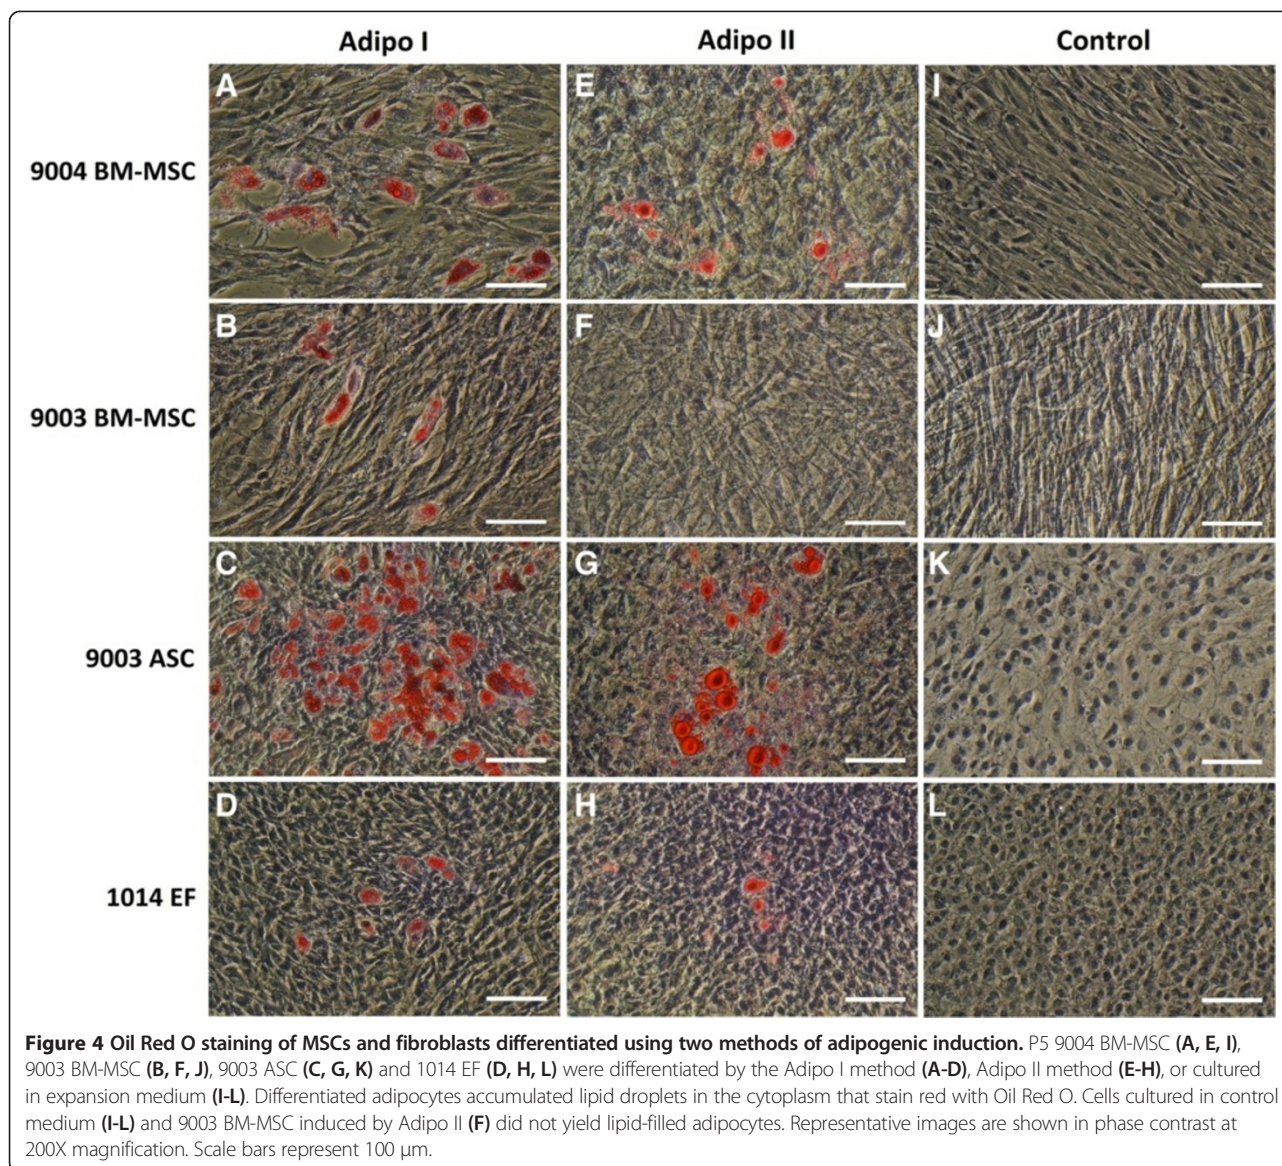 Adipo I Adipo II Control
A E I
9004 BM-MSC
B F J
9003 BM-MSC
C G K
9003 ASC
D H L
1014 EF
Figure 4 Oil Red O staining of MSCs and fibroblasts differentiated using two methods of adipogenic induction. P5 9004 BM-MSC (A, E, I),
9003 BM-MSC (B, F, J), 9003 ASC (C, G, K) and 1014 EF (D, H, L) were differentiated by the Adipo I method (A-D), Adipo II method (E-H), or cultured
in expansion medium (I-L). Differentiated adipocytes accumulated lipid droplets in the cytoplasm that stain red with Oil Red O. Cells cultured in control
medium (I-L) and 9003 BM-MSC induced by Adipo II (F) did not yield lipid-filled adipocytes. Representative images are shown in phase contrast at
200X magnification. Scale bars represent 100 μm.